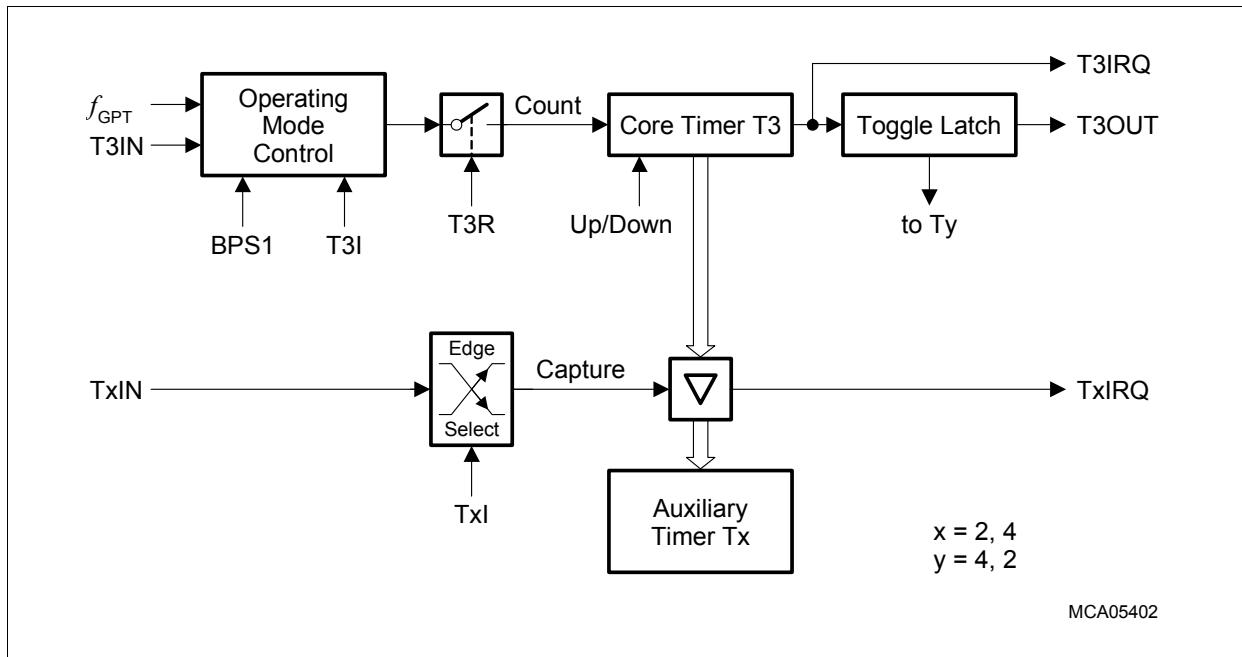 T3IRQ
fGPT
Operating
Mode
Control
Count
Core Timer T3
Toggle Latch
T3OUT
T3IN
BPS1
T3I
T3R
Up/Down
to Ty
TxIN
Edge
Select
Capture
TxIRQ
TxI
Auxiliary
Timer Tx
x = 2, 4
y = 4, 2
MCA05402